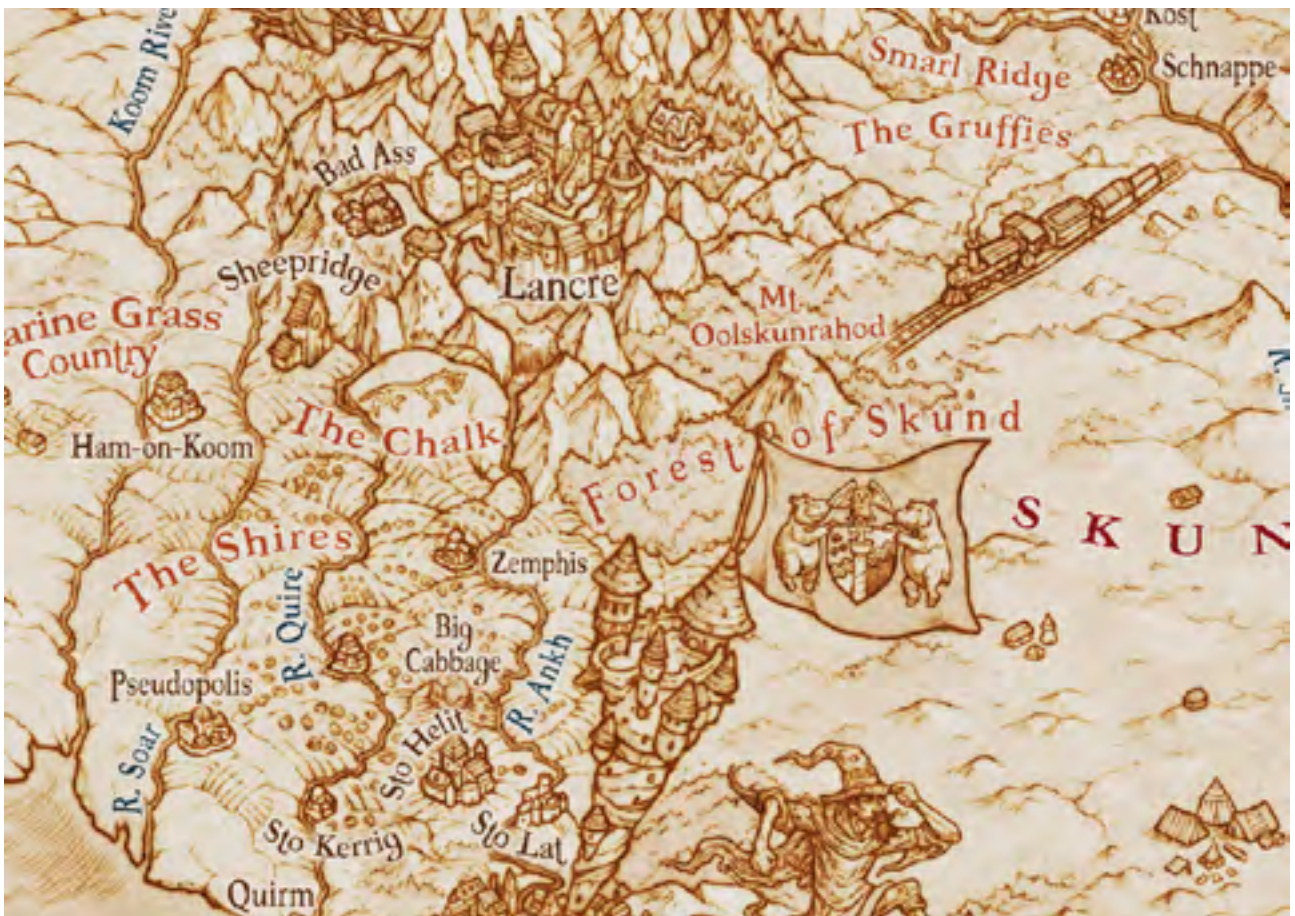 Kost
Koom Rive
Smarl Ridge
Schnappe
The Gruffies
Bad Ass
Sheepridge
Lancre
Mt.
Oolskunrahod
arine Grass
Country
Ham-on-Koom
The Chalk
Forest of Skund
SKUN
The Shires
Zemphis
R. Quire
Big
Cabbage
R. Ankh
Pseudopolis
R. Soar
Sto Helit
Sto Kerrig
Sto Lat
Quirm